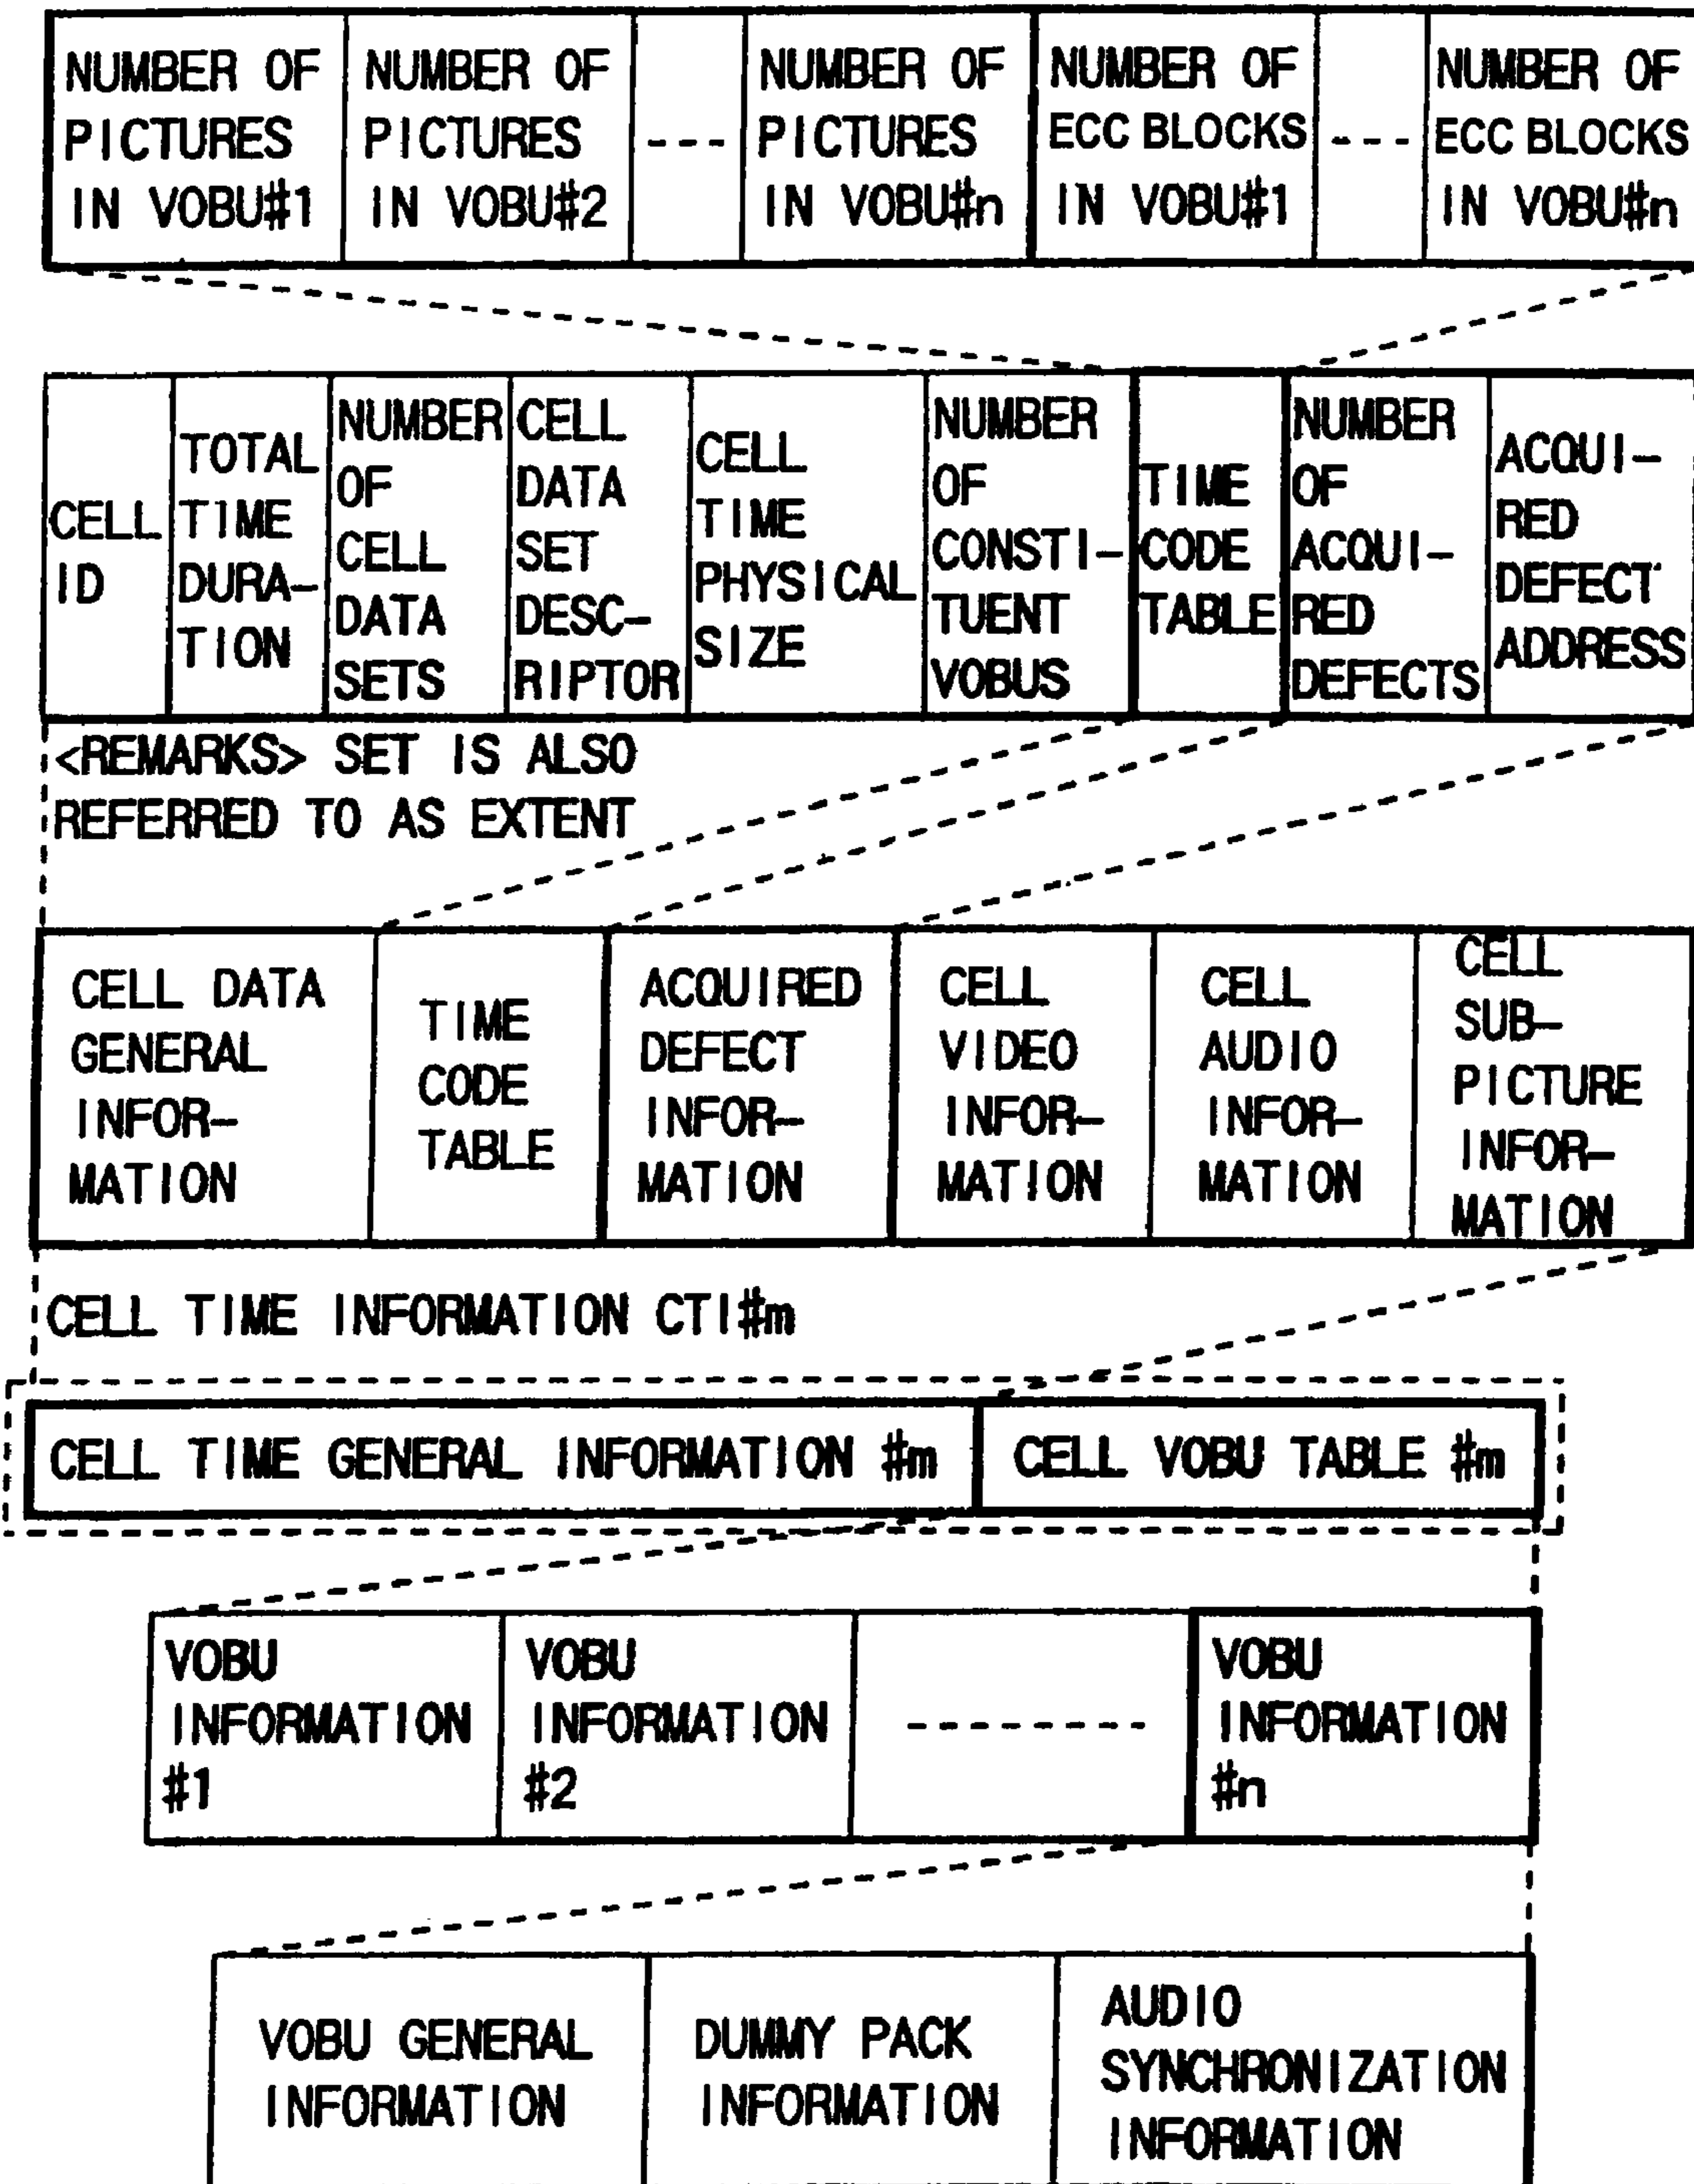 NUMBER OF
PICTURES
IN VOBU#1
NUMBER OF
PICTURES
IN VOBU#2
---
NUMBER OF
PICTURES
IN VOBU#n
NUMBER OF
ECC BLOCKS
IN VOBU#1
---
NUMBER OF
ECC BLOCKS
IN VOBU#n
CELL
ID
TOTAL
TIME
DURA-
TION
NUMBER
OF
CELL
DATA
SETS
CELL
DATA
SET
DESC-
RIPTOR
CELL
TIME
PHYSICAL
SIZE
NUMBER
OF
CONSTI-
TUENT
VOBUS
TIME
CODE
TABLE
NUMBER
OF
ACQUI-
RED
DEFECTS
ACQUI-
RED
DEFECT
ADDRESS
<REMARKS> SET IS ALSO
REFERRED TO AS EXTENT
CELL DATA
GENERAL
INFOR-
MATION
TIME
CODE
TABLE
ACQUIRED
DEFECT
INFOR-
MATION
CELL
VIDEO
INFOR-
MATION
CELL
AUDIO
INFOR-
MATION
CELL
SUB-
PICTURE
INFOR-
MATION
CELL TIME INFORMATION CTI#m
CELL TIME GENERAL INFORMATION #m
CELL VOBU TABLE #m
VOBU
INFORMATION
#1
VOBU
INFORMATION
#2
---------
VOBU
INFORMATION
#n
VOBU GENERAL
INFORMATION
DUMMY PACK
INFORMATION
AUDIO
SYNCHRONIZATION
INFORMATION